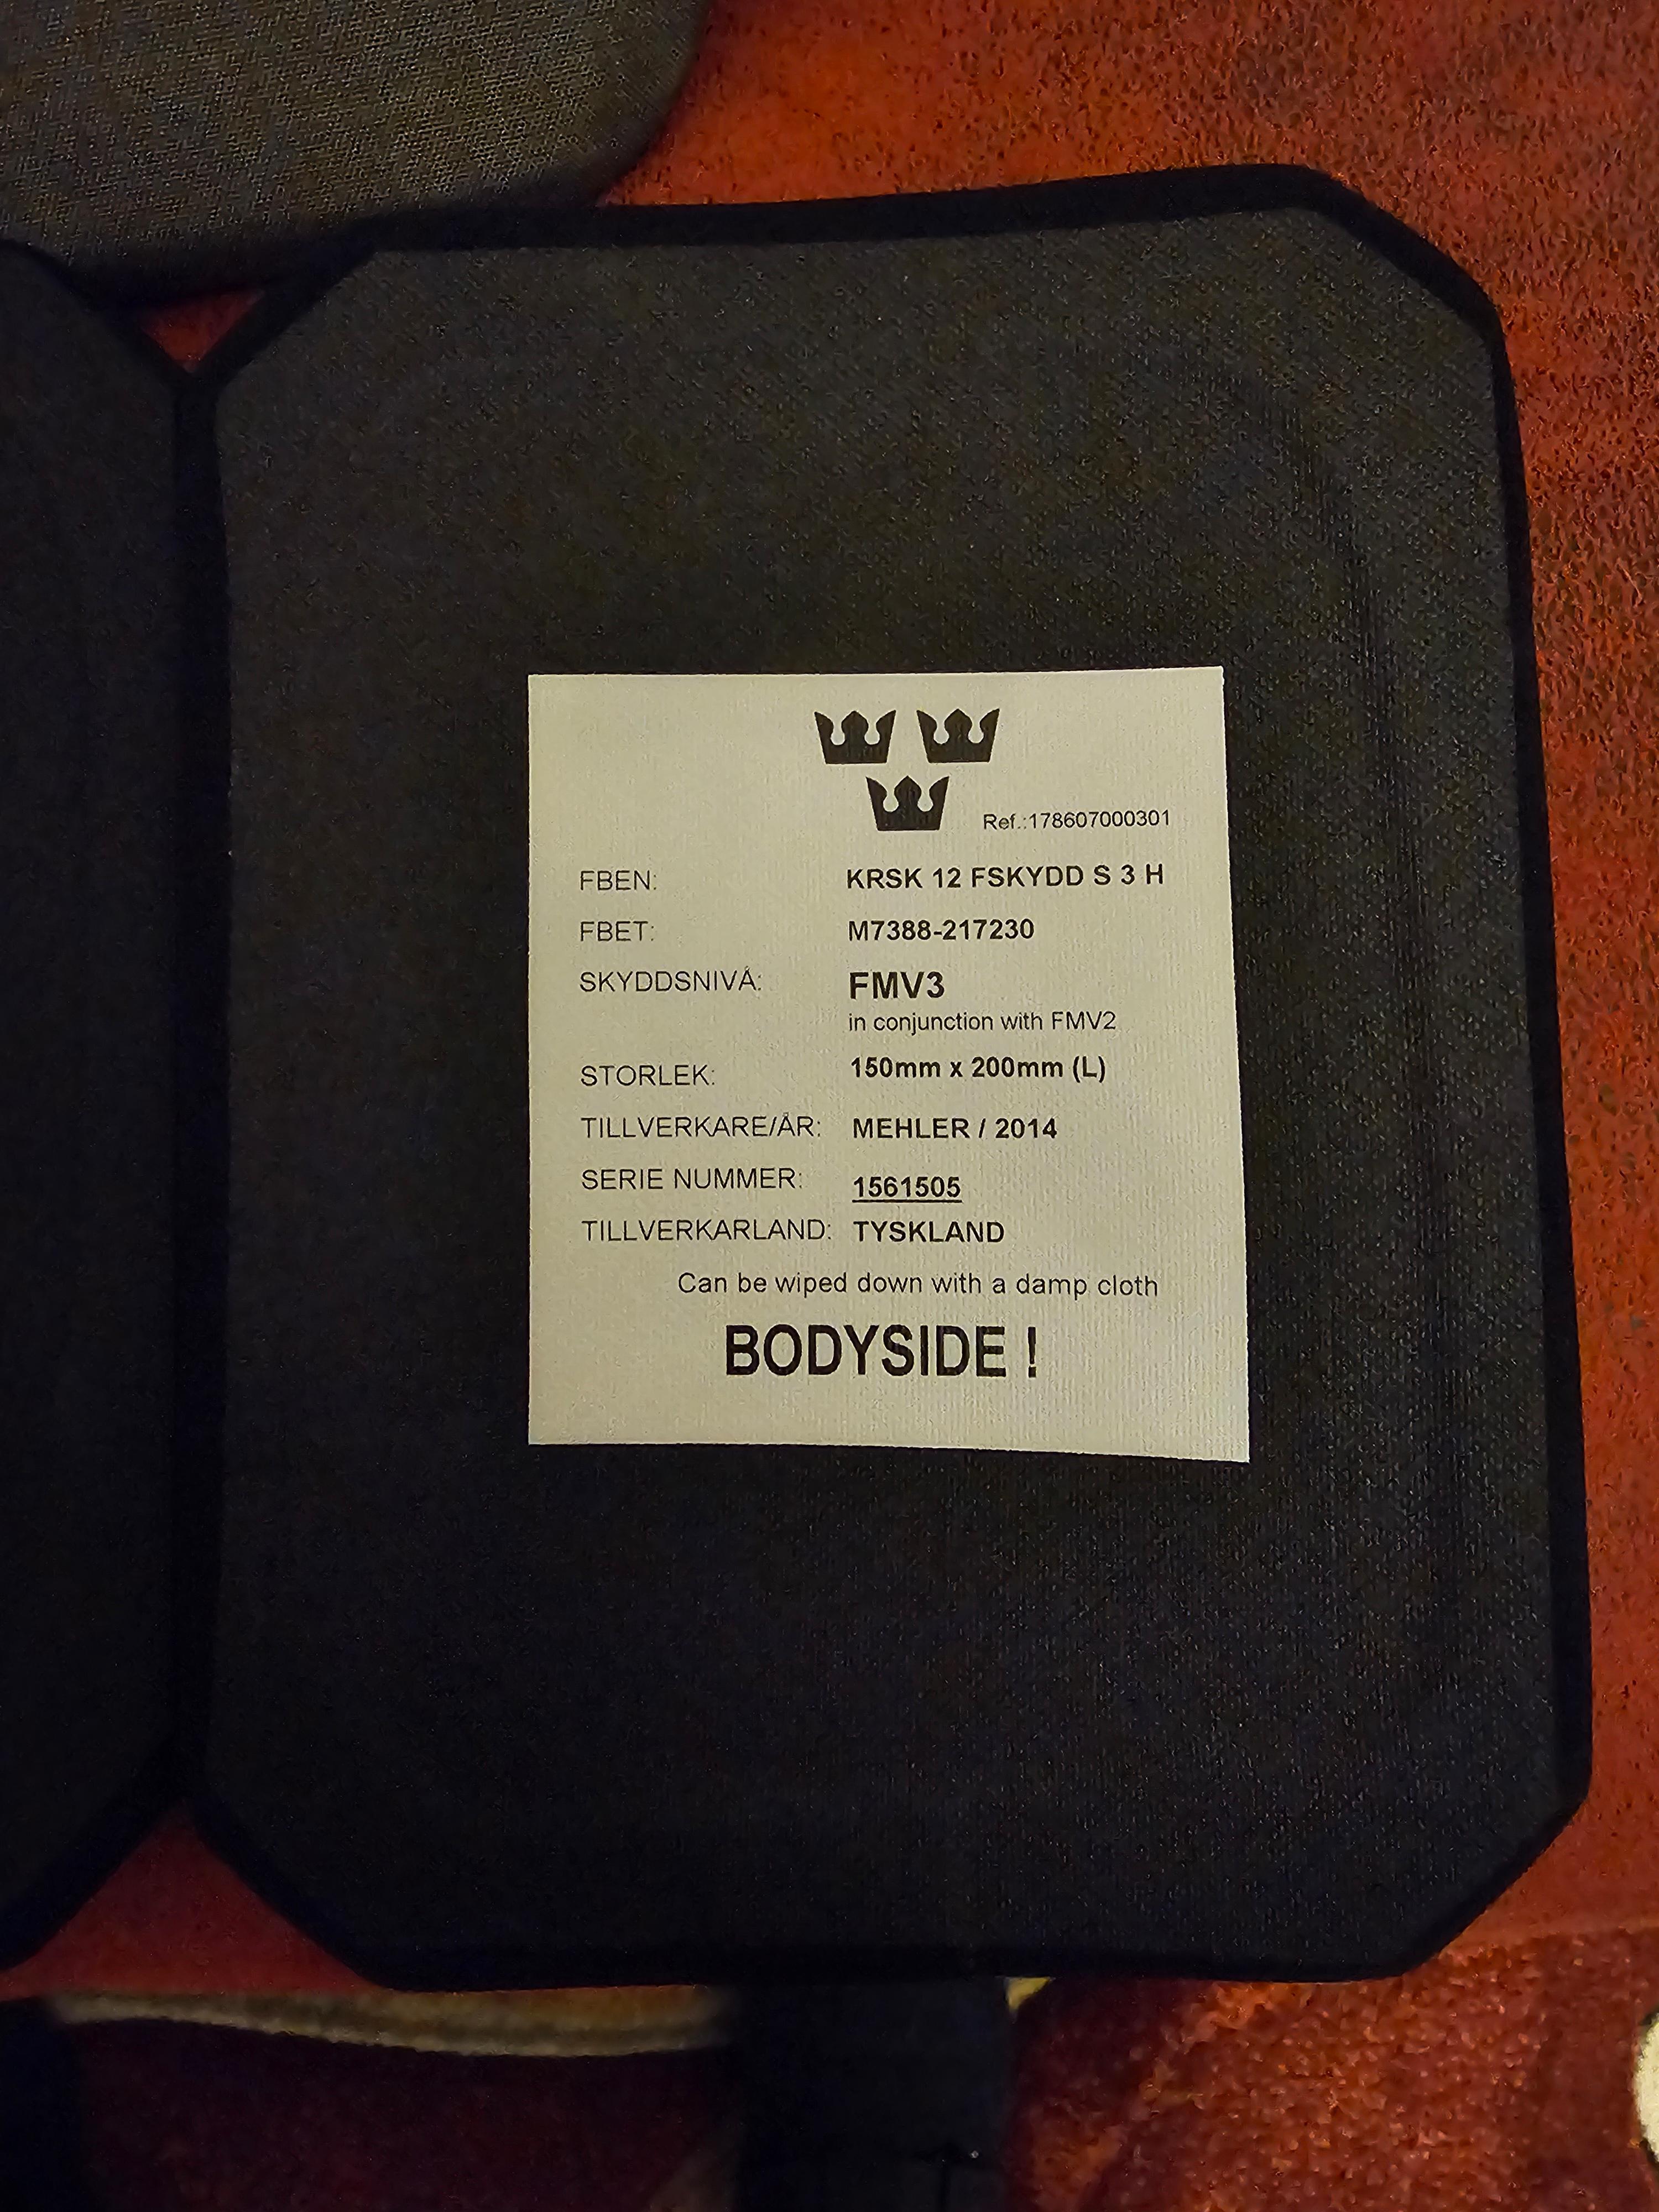 Ref.:178607000301
FBEN: KRSK 12 FSKYDD S 3 H
FBET: M7388-217230
SKYDDSNIVÅ: FMV3
in conjunction with FMV2
STORLEK: 150mm x 200mm (L)
TILLVERKARE/ÅR: MEHLER / 2014
SERIE NUMMER: 1561505
TILLVERKARLAND: TYSKLAND
Can be wiped down with a damp cloth
BODYSIDE !